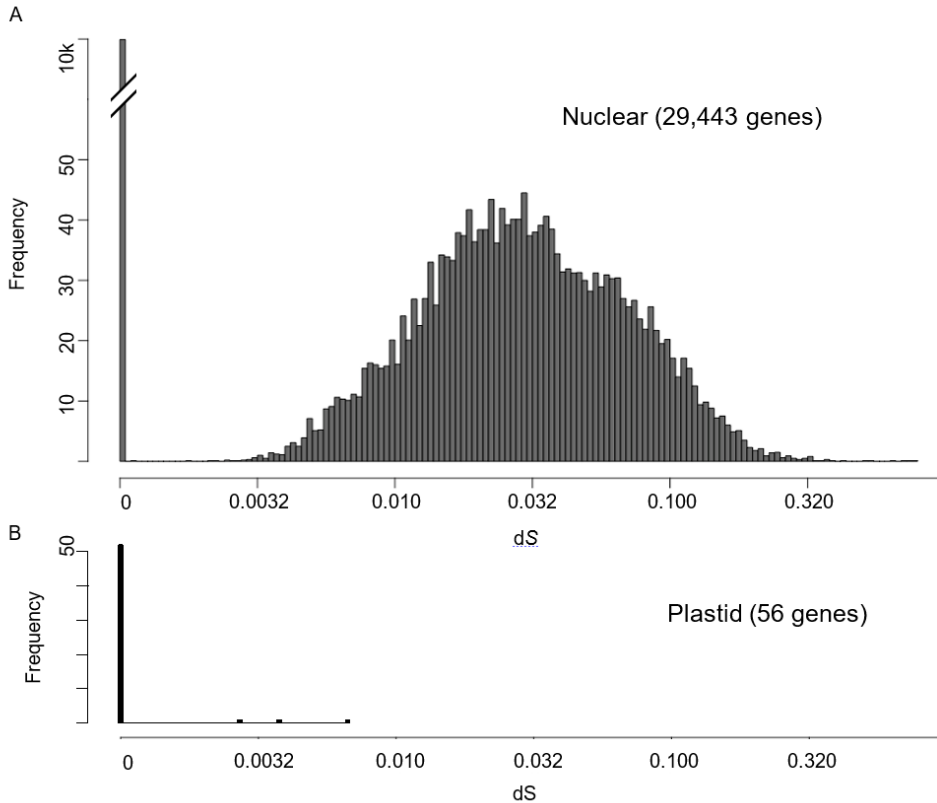 A
10k
50
40
30
20
10
Frequency
Nuclear (29,443 genes)
0 0.0032 0.010 0.032 0.100 0.320
dS
B
50
Frequency
Plastid (56 genes)
0 0.0032 0.010 0.032 0.100 0.320
dS